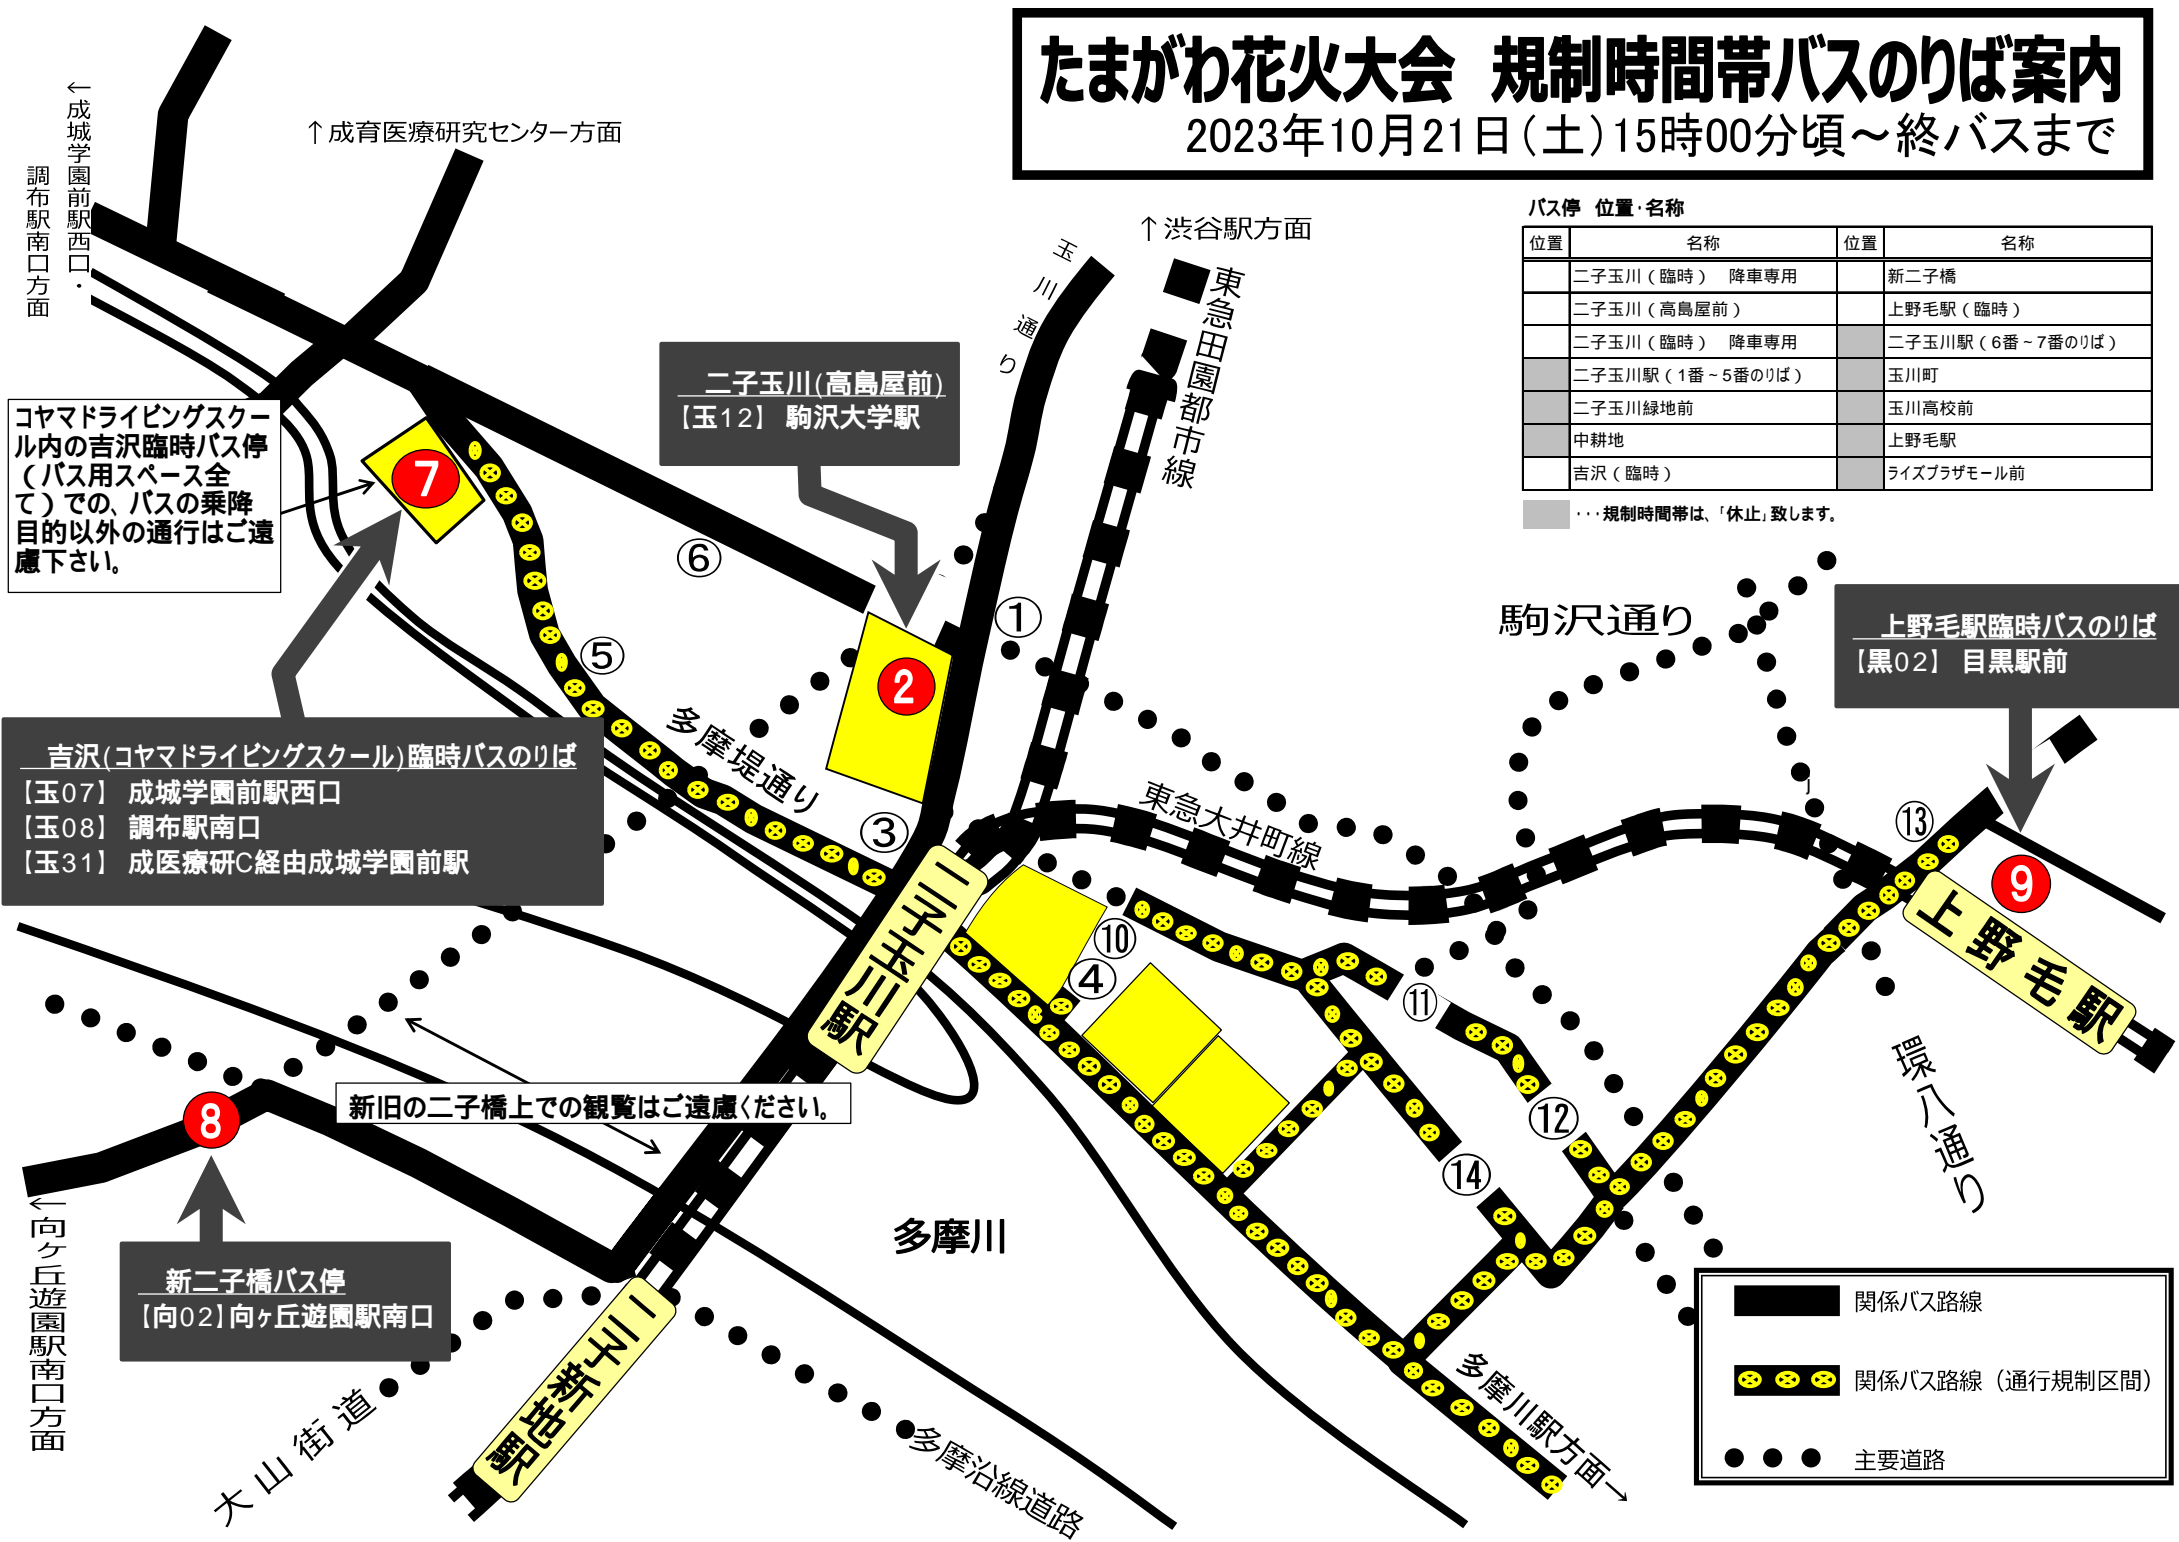 たまがわ花火大会　規制時間帯バスのりば案内
2023年10月21日(土)15時00分頃～終バスまで
←成城学園前駅西口・
調布駅南口方面
↑成育医療研究センター方面
↑渋谷駅方面
玉川通り
東急田園都市線
バス停　位置・名称
位置　名称　位置　名称
二子玉川（臨時）　降車専用　新二子橋
二子玉川（高島屋前）　上野毛駅（臨時）
二子玉川（臨時）　降車専用　二子玉川駅（6番～7番のりば）
二子玉川駅（1番～5番のりば）　玉川町
二子玉川緑地前　玉川高校前
中耕地　上野毛駅
吉沢（臨時）　ライズプラザモール前
・・・規制時間帯は、「休止」致します。
二子玉川(高島屋前)
【玉12】 駒沢大学駅
コヤマドライビングスクー
ル内の吉沢臨時バス停
（バス用スペース全
て）での、バスの乗降
目的以外の通行はご遠
慮下さい。
7
⑥
①
⑤
2
③
駒沢通り
上野毛駅臨時バスのりば
【黒02】 目黒駅前
多摩堤通り
吉沢(コヤマドライビングスクール)臨時バスのりば
【玉07】 成城学園前駅西口
【玉08】 調布駅南口
【玉31】 成医療研C経由成城学園前駅
東急大井町線
⑬
9
上野毛駅
二子玉川駅
⑩
④
⑪
⑫
⑭
環八通り
8
新旧の二子橋上での観覧はご遠慮ください。
多摩川
新二子橋バス停
【向02】向ヶ丘遊園駅南口
←向ヶ丘遊園駅南口方面
二子新地駅
大山街道
多摩沿線道路
多摩川駅方面→
関係バス路線
関係バス路線（通行規制区間）
主要道路